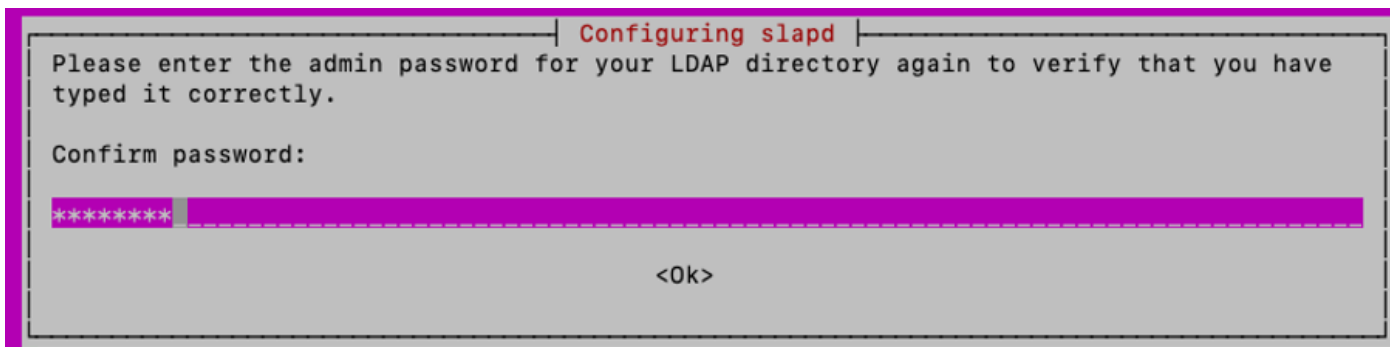 Configuring slapd
Please enter the admin password for your LDAP directory again to verify that you have
typed it correctly.
Confirm password:
********
<Ok>